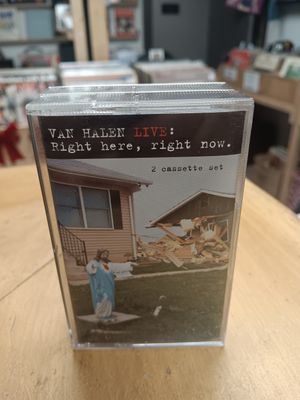 VAN HALEN LIVE:
Right here, right now.
2 cassette set